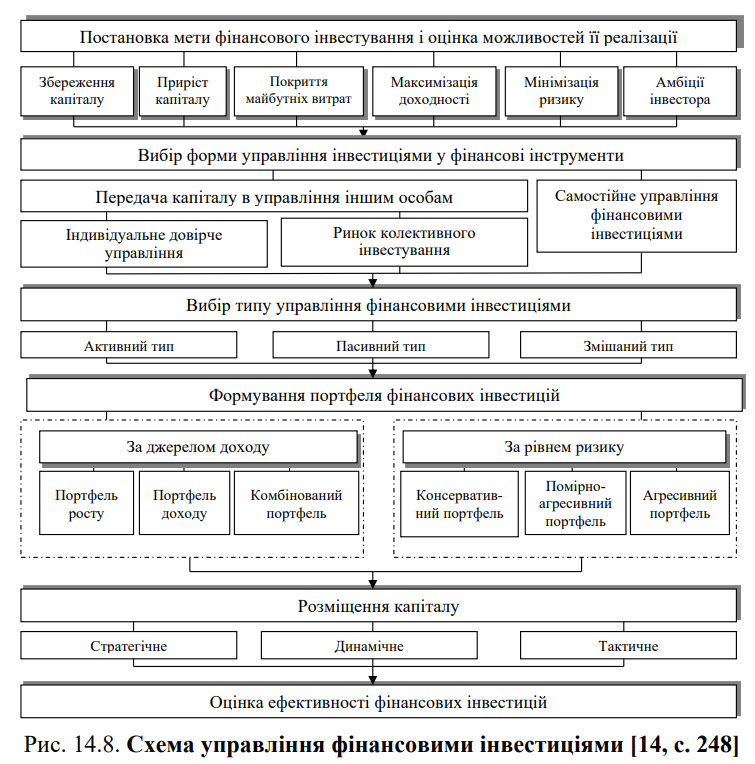 Постановка мети фінансового інвестування і оцінка можливостей її реалізації
Збереження
капіталу
Приріст
капіталу
Покриття
майбутніх витрат
Максимізація
доходності
Мінімізація
ризику
Амбіції
інвестора
Вибір форми управління інвестиціями у фінансові інструменти
Передача капіталу в управління іншим особам
Самостійне управління
фінансовими
інвестиціями
Індивідуальне довірче
управління
Ринок колективного
інвестування
Вибір типу управління фінансовими інвестиціями
Активний тип
Пасивний тип
Змішаний тип
Формування портфеля фінансових інвестицій
За джерелом доходу
Портфель
росту
Портфель
доходу
Комбінований
портфель
За рівнем ризику
Консерватив-
ний портфель
Помірно-
агресивний
портфель
Агресивний
портфель
Розміщення капіталу
Стратегічне
Динамічне
Тактичне
Оцінка ефективності фінансових інвестицій
Рис. 14.8. Схема управління фінансовими інвестиціями [14, с. 248]